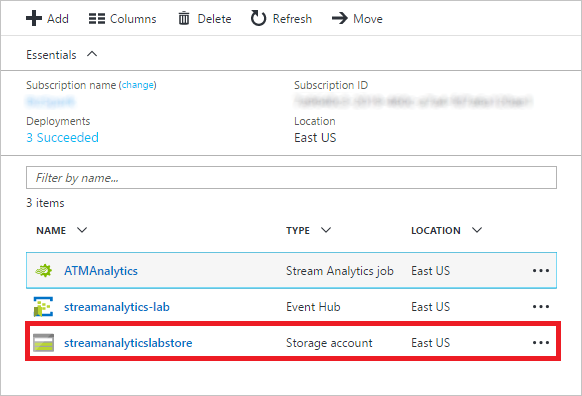 Add Columns Delete Refresh Move
Essentials
Subscription name (change) Subscription ID
Deployments Location
3 Succeeded East US
Filter by name...
3 items
NAME TYPE LOCATION
ATMAnalytics Stream Analytics job East US ...
streamanalytics-lab Event Hub East US ...
streamanalyticslabstore Storage account East US ...